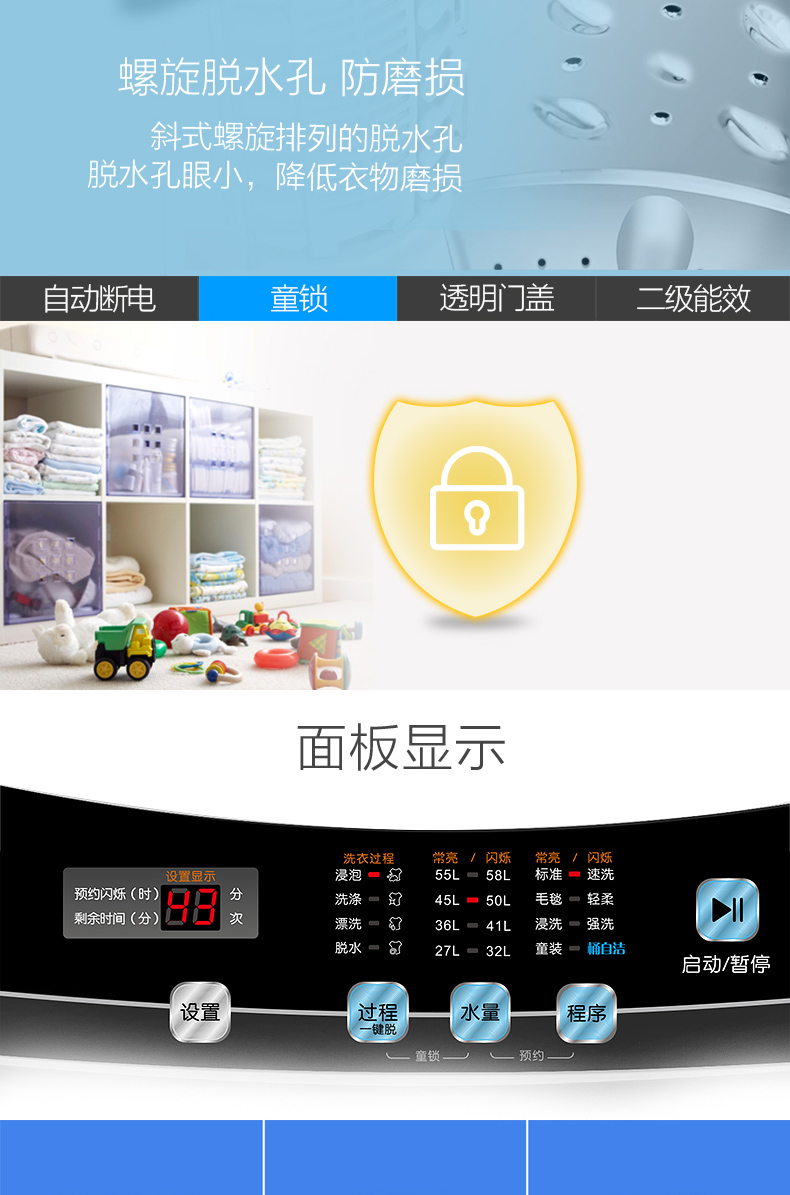 螺旋脱水孔 防磨损
斜式螺旋排列的脱水孔
脱水孔眼小，降低衣物磨损
自动断电 童锁 透明门盖 二级能效
面板显示
设置显示
预约闪烁（时） 93 分
剩余时间（分） 次
洗衣过程 常亮 / 闪烁 常亮 / 闪烁
浸泡 55L 58L 标准 速洗
洗涤 45L 50L 毛毯 轻柔
漂洗 36L 41L 浸洗 强洗
脱水 27L 32L 童装 桶自洁
启动/暂停
设置 过程 水量 程序
一键脱
童锁 预约